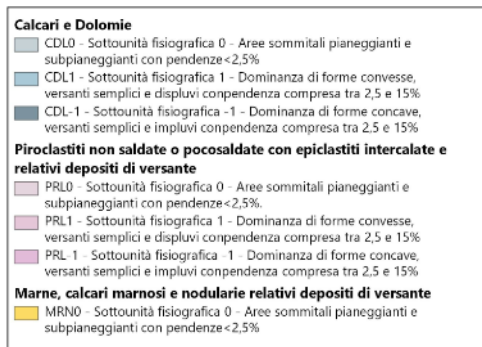 Calcari e Dolomie
CDL0 - Sottounità fisiografica 0 - Aree sommitali pianeggianti e
subpianeggianti con pendenze<2,5%
CDL1 - Sottounità fisiografica 1 - Dominanza di forme convesse,
versanti semplici e displuvi conpendenza compresa tra 2,5 e 15%
CDL-1 - Sottounità fisiografica -1 - Dominanza di forme concave,
versanti semplici e impluvi conpendenza compresa tra 2,5 e 15%
Piroclastiti non saldate o pocosaldate con epiclastiti intercalate e
relativi depositi di versante
PRL0 - Sottounità fisiografica 0 - Aree sommitali pianeggianti e
subpianeggianti con pendenze<2,5%.
PRL1 - Sottounità fisiografica 1 - Dominanza di forme convesse,
versanti semplici e displuvi conpendenza compresa tra 2,5 e 15%
PRL-1 - Sottounità fisiografica -1 - Dominanza di forme concave,
versanti semplici e impluvi conpendenza compresa tra 2,5 e 15%
Marne, calcari marnosi e nodularie relativi depositi di versante
MRN0 - Sottounità fisiografica 0 - Aree sommitali pianeggianti e
subpianeggianti con pendenze<2,5%